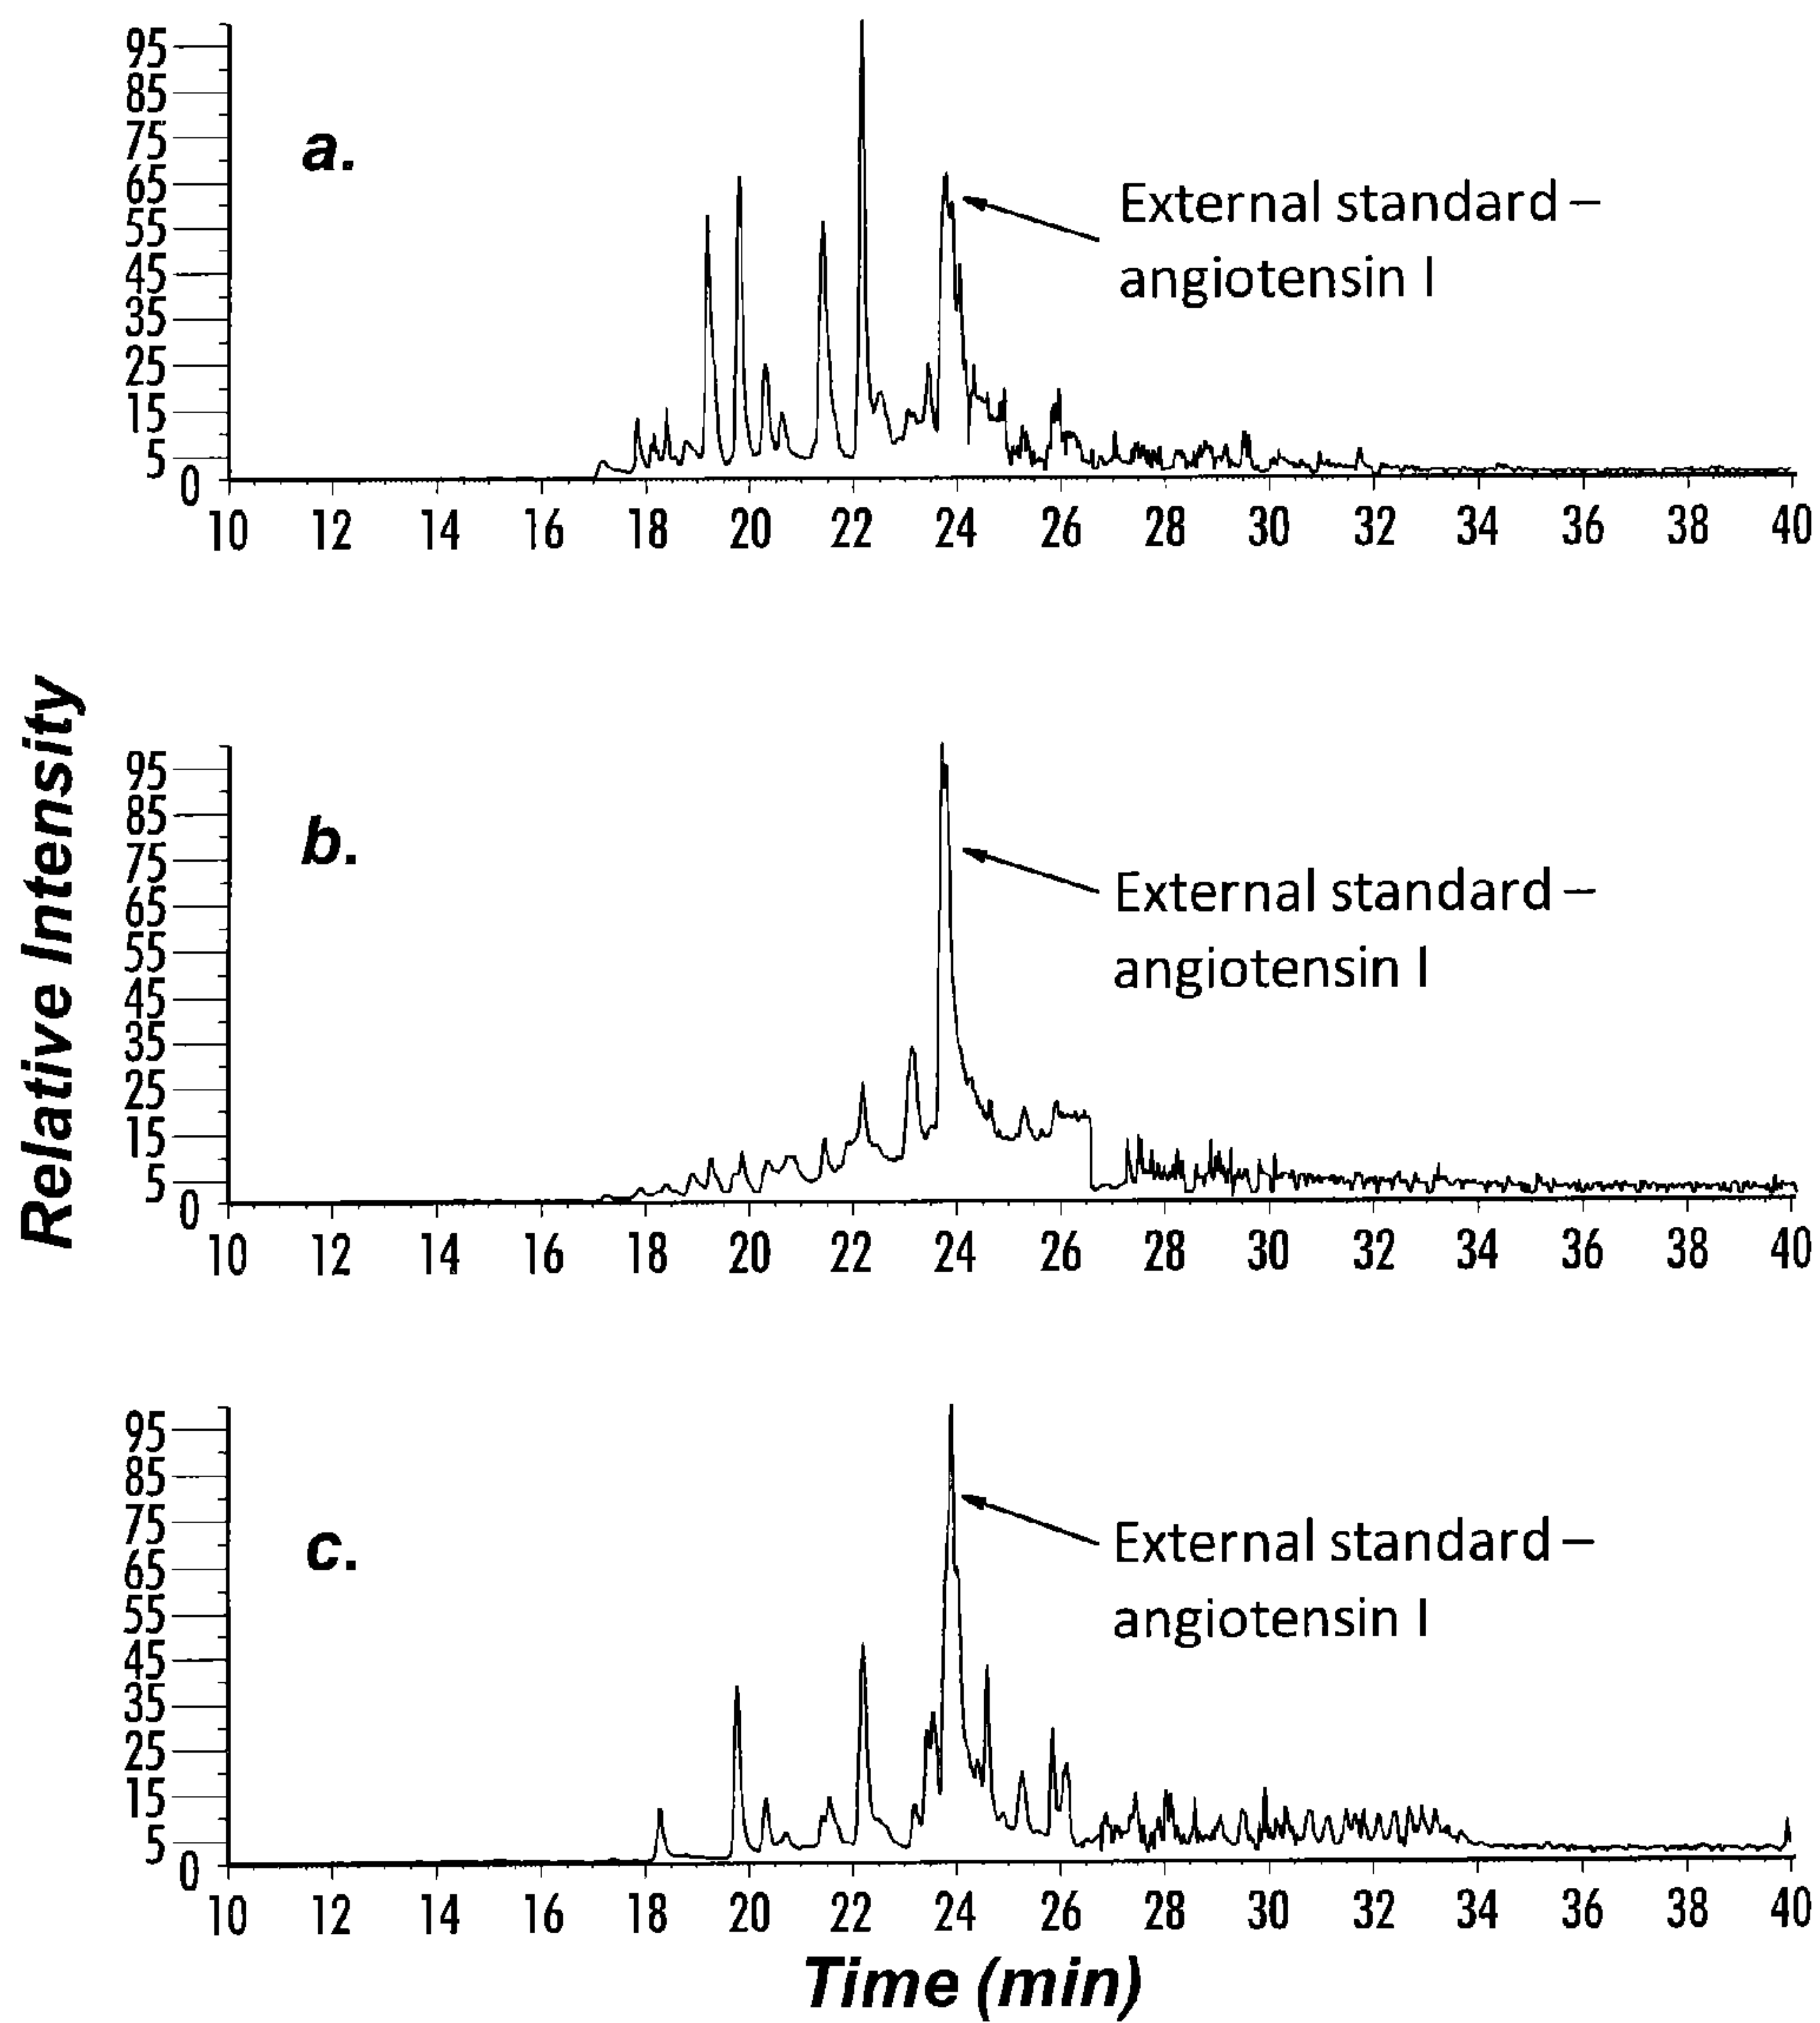 95
85
75
65
55
45
35
25
15
5
0
a.
External standard –
angiotensin I
10 12 14 16 18 20 22 24 26 28 30 32 34 36 38 40
Relative Intensity
95
85
75
65
55
45
35
25
15
5
0
b.
External standard –
angiotensin I
10 12 14 16 18 20 22 24 26 28 30 32 34 36 38 40
95
85
75
65
55
45
35
25
15
5
0
c.
External standard –
angiotensin I
10 12 14 16 18 20 22 24 26 28 30 32 34 36 38 40
Time (min)